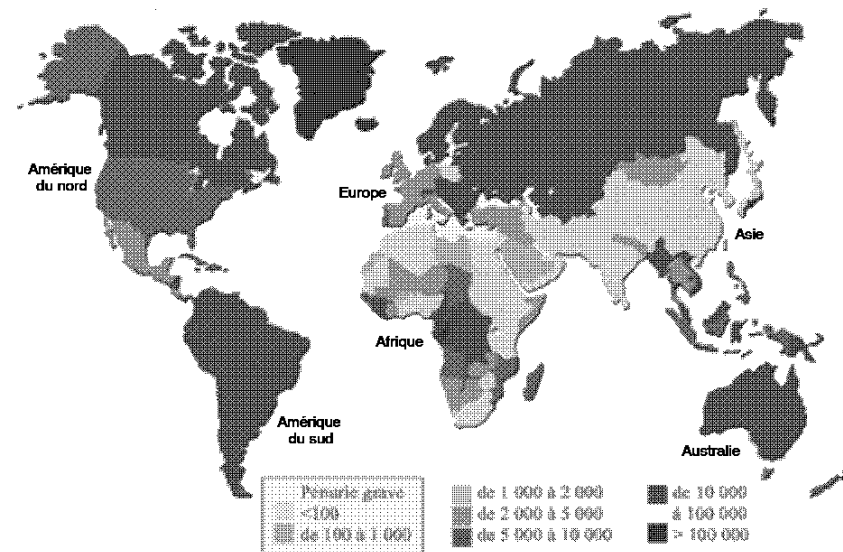 Amérique
du nord
Europe
Asie
Afrique
Amérique
du sud
Australie
Pénurie grave
<100
de 100 à 1 000
de 1 000 à 2 000
de 2 000 à 5 000
de 5 000 à 10 000
de 10 000
à 100 000
> 100 000